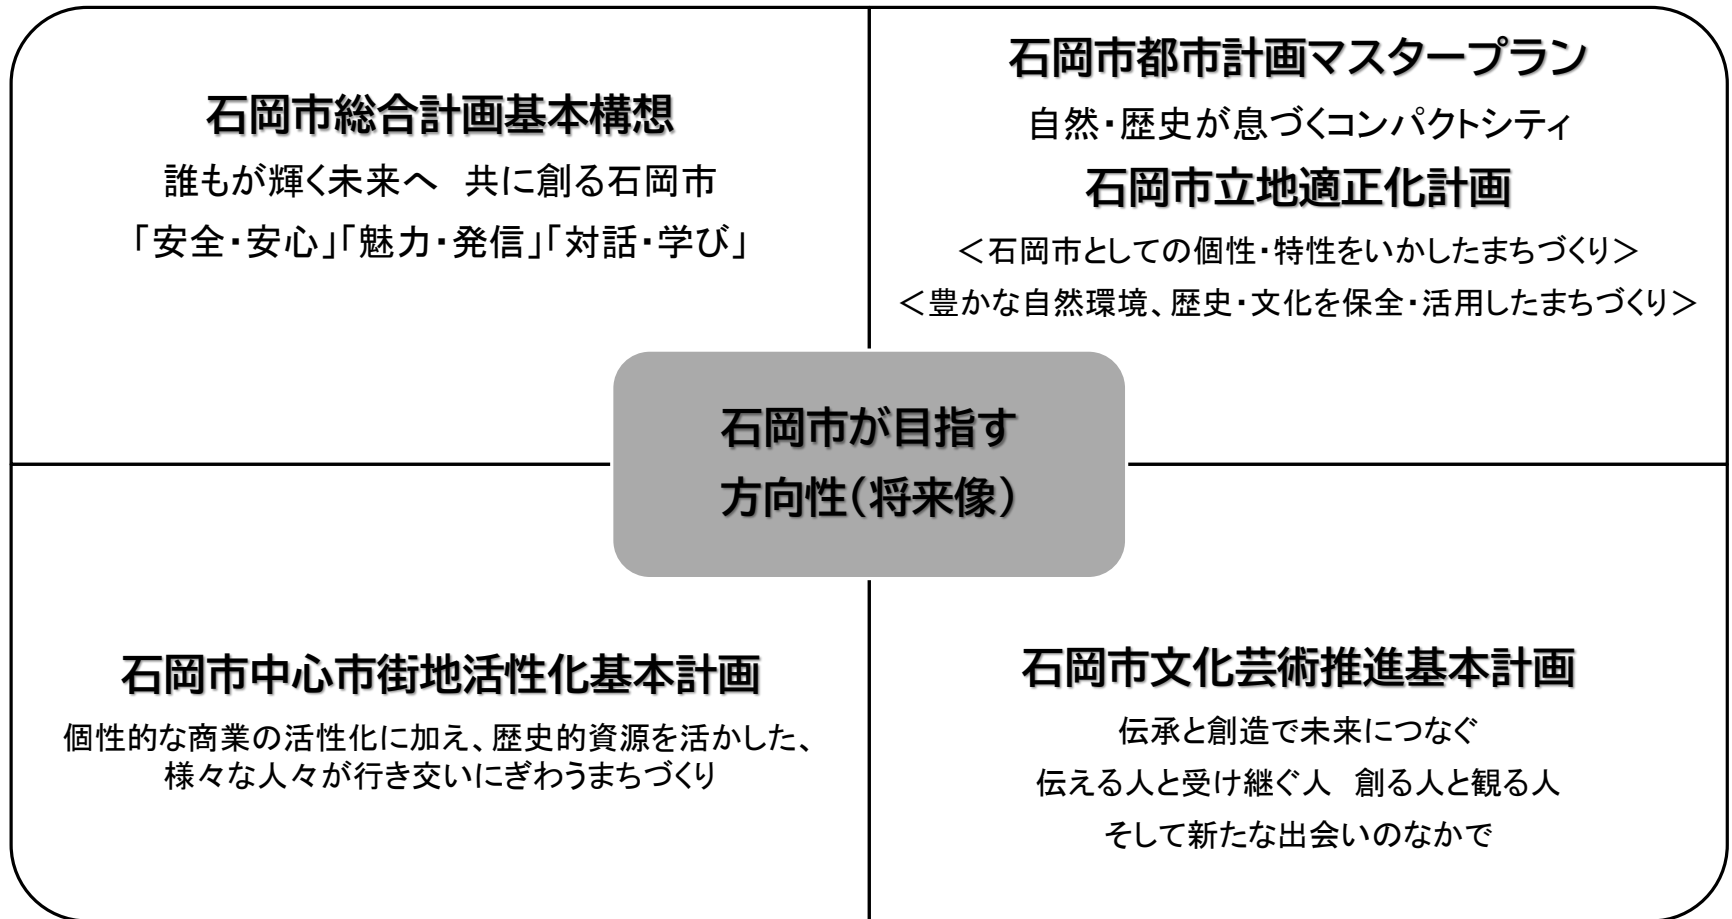 石岡市総合計画基本構想
誰もが輝く未来へ　共に創る石岡市
「安全・安心」「魅力・発信」「対話・学び」
石岡市都市計画マスタープラン
自然・歴史が息づくコンパクトシティ
石岡市立地適正化計画
＜石岡市としての個性・特性をいかしたまちづくり＞
＜豊かな自然環境、歴史・文化を保全・活用したまちづくり＞
石岡市が目指す
方向性（将来像）
石岡市中心市街地活性化基本計画
個性的な商業の活性化に加え、歴史的資源を活かした、
様々な人々が行き交いにぎわうまちづくり
石岡市文化芸術推進基本計画
伝承と創造で未来につなぐ
伝える人と受け継ぐ人　創る人と観る人
そして新たな出会いのなかで